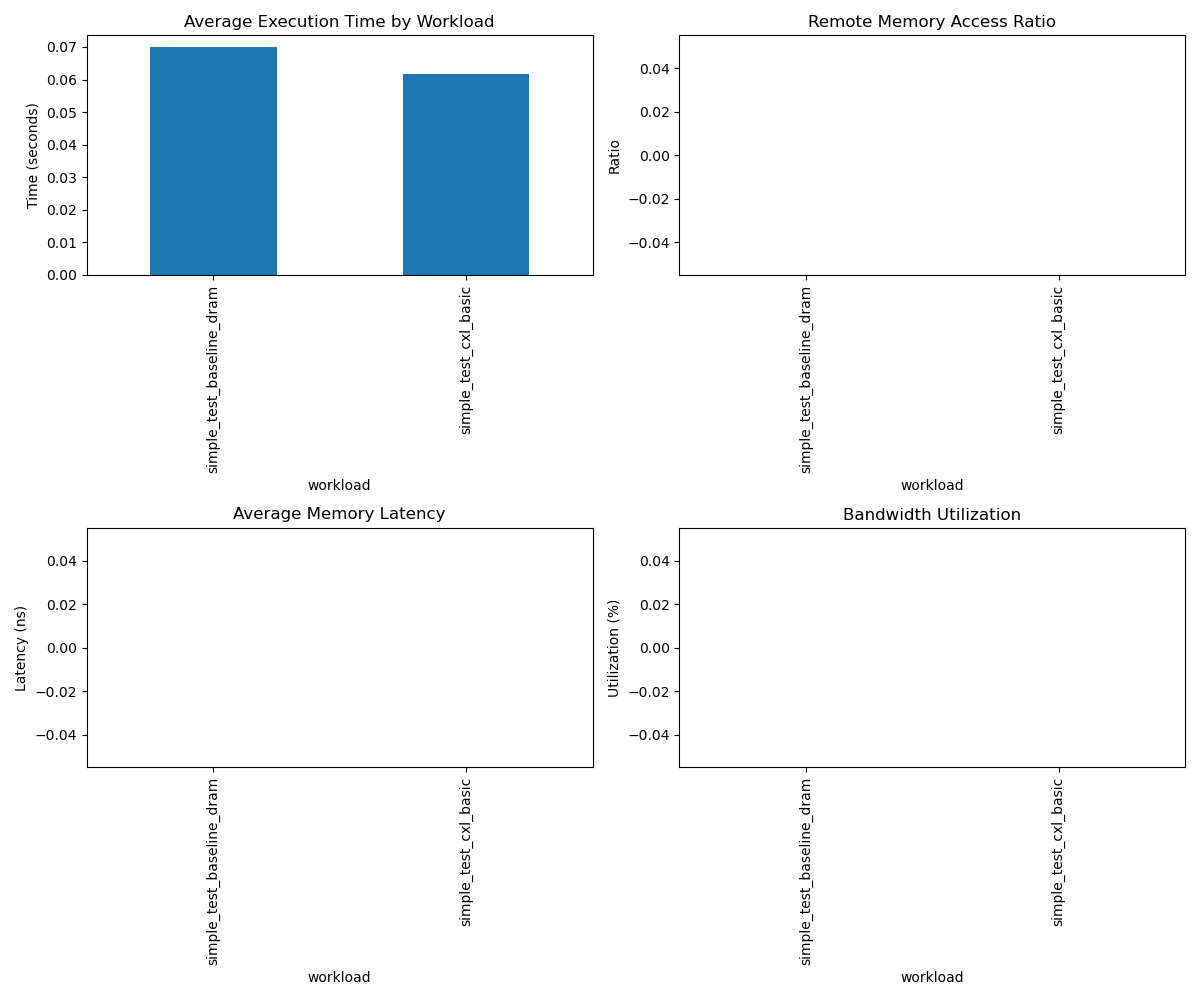 Average Execution Time by Workload
Time (seconds)
0.07
0.06
0.05
0.04
0.03
0.02
0.01
0.00
simple_test_baseline_dram
simple_test_cxl_basic
workload
Remote Memory Access Ratio
Ratio
0.04
0.02
0.00
−0.02
−0.04
simple_test_baseline_dram
simple_test_cxl_basic
workload
Average Memory Latency
Latency (ns)
0.04
0.02
0.00
−0.02
−0.04
simple_test_baseline_dram
simple_test_cxl_basic
workload
Bandwidth Utilization
Utilization (%)
0.04
0.02
0.00
−0.02
−0.04
simple_test_baseline_dram
simple_test_cxl_basic
workload